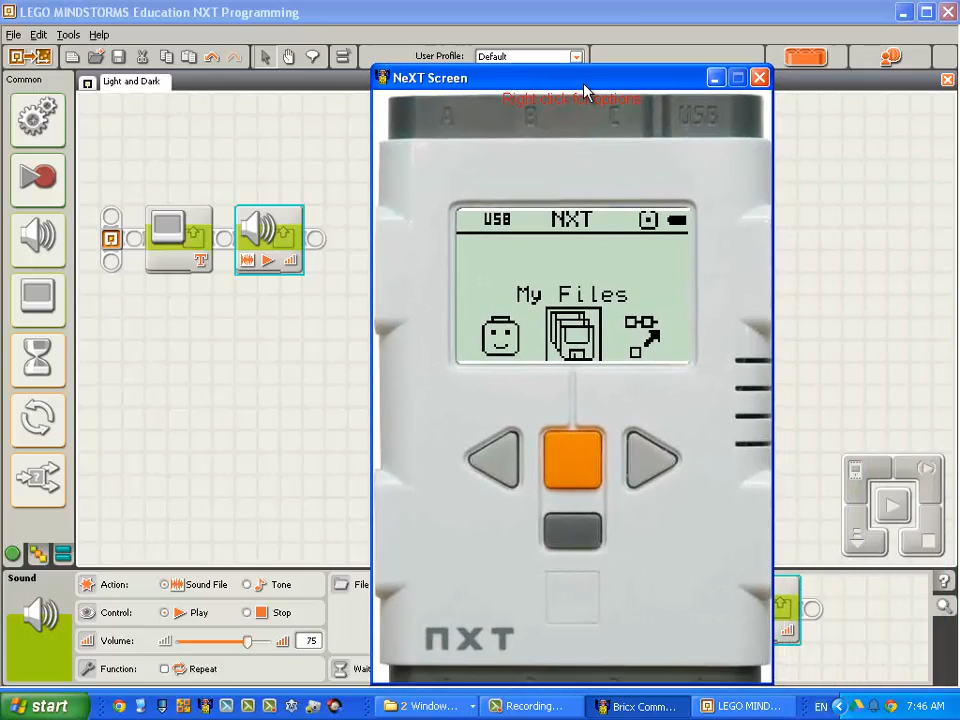 LEGO MINDSTORMS Education NXT Programming
File Edit Tools Help
User Profile: Default
Common
Light and Dark
NeXT Screen
Right click for options
A B C USB
USB NXT
My Files
T
nxt
Sound
Action: Sound File Tone
File
Control: Play Stop
Volume: 75
Function: Repeat
Wait
?
start
2 Window...
Recording...
Bricx Comm...
LEGO MIND...
EN
7:46 AM